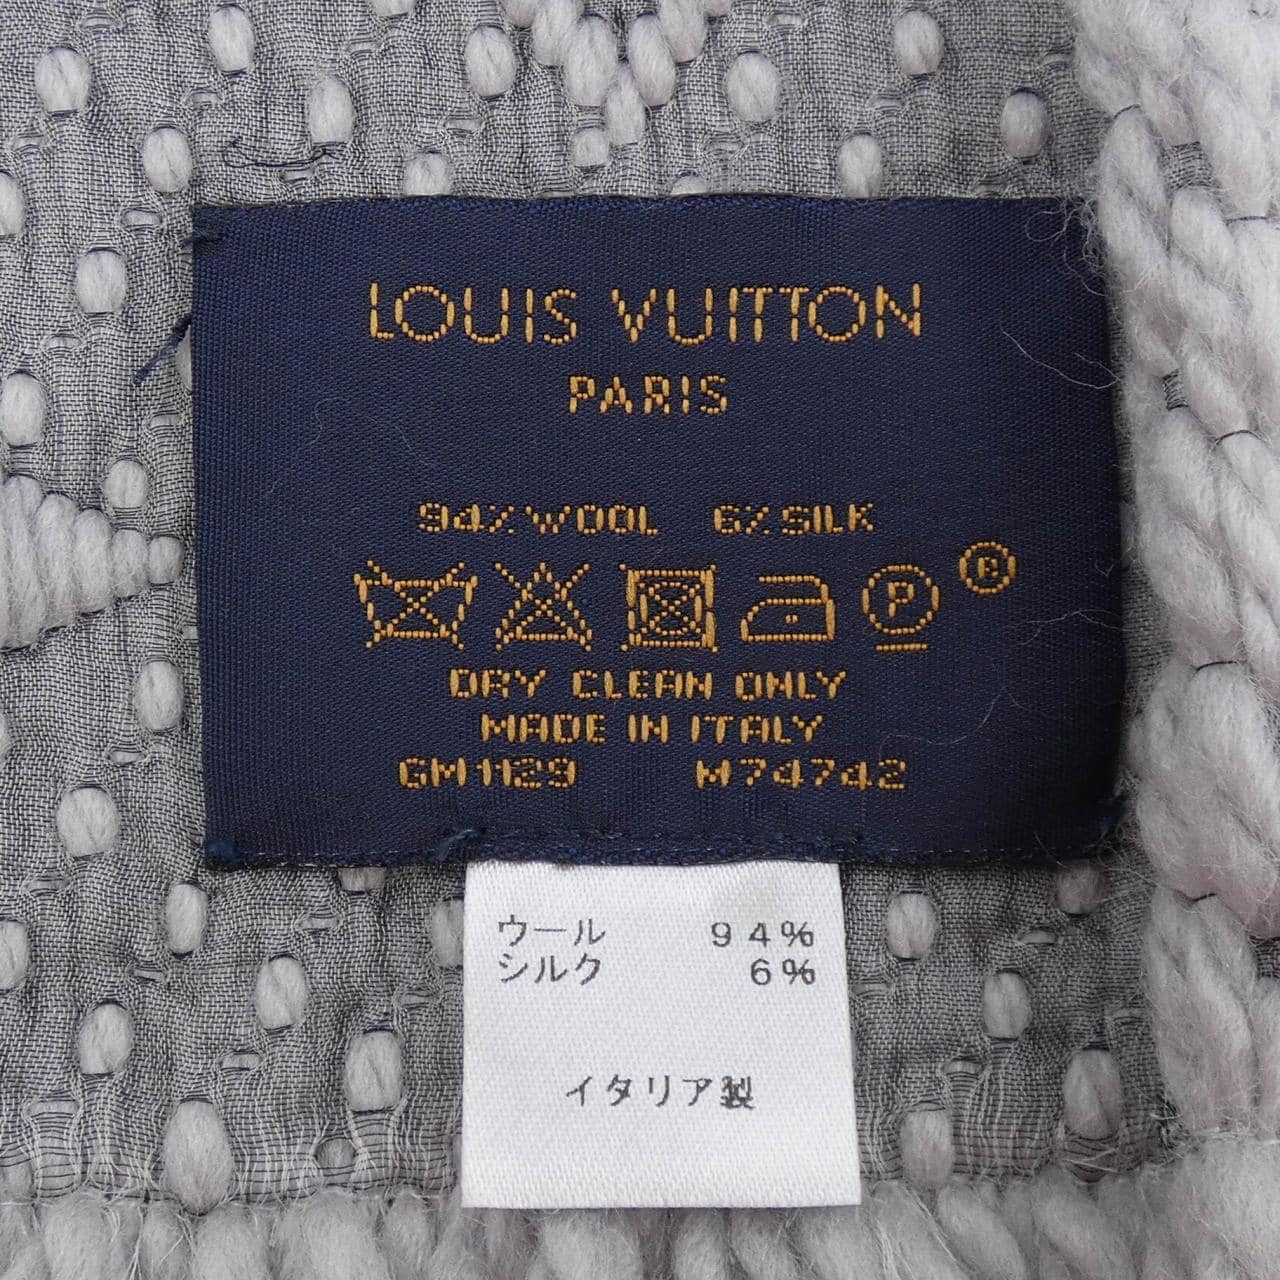 LOUIS VUITTON
PARIS
94% WOOL 6% SILK
P ®
DRY CLEAN ONLY
MADE IN ITALY
GM1129 M74742
ウール 94%
シルク 6%
イタリア製